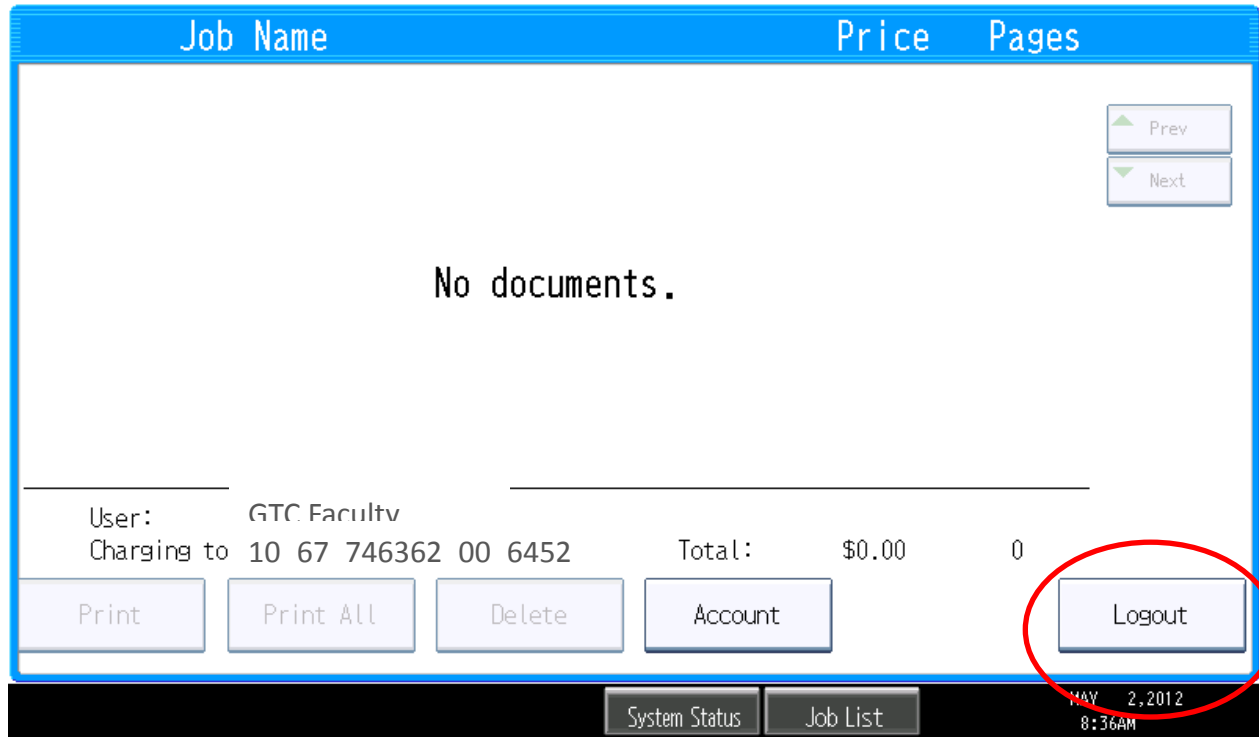 Job Name Price Pages
Prev
Next
No documents.
User: GTC Faculty
Charging to 10 67 746362 00 6452 Total: $0.00 0
Print Print All Delete Account Logout
System Status Job List MAY 2,2012
8:36AM